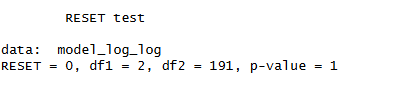 RESET test
data:  model_log_log
RESET = 0, df1 = 2, df2 = 191, p-value = 1